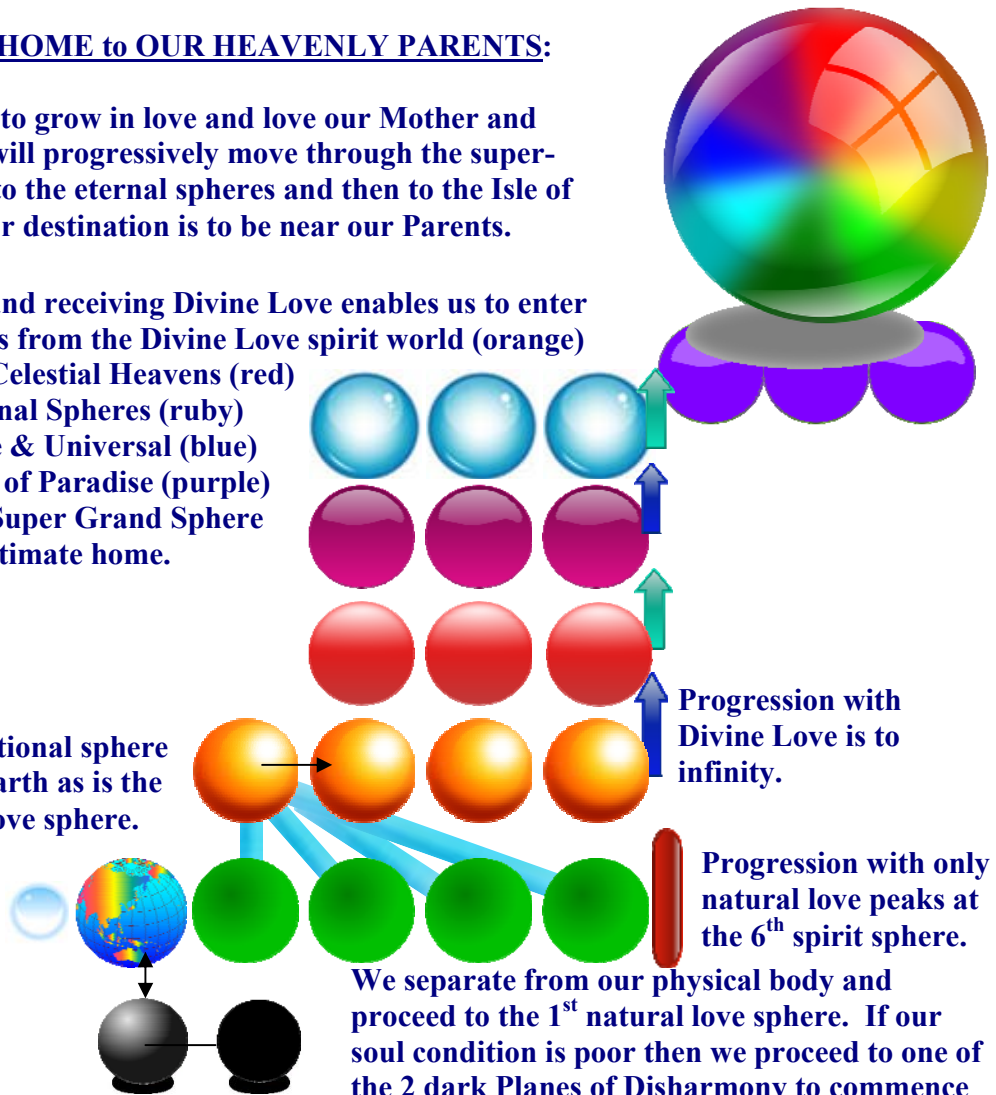 HOME to OUR HEAVENLY PARENTS:
to grow in love and love our Mother and
will progressively move through the super-
to the eternal spheres and then to the Isle of
r destination is to be near our Parents.
and receiving Divine Love enables us to enter
s from the Divine Love spirit world (orange)
Celestial Heavens (red)
nal Spheres (ruby)
e & Universal (blue)
of Paradise (purple)
Super Grand Sphere
timate home.
Progression with
Divine Love is to
infinity.
tional sphere
arth as is the
ove sphere.
Progression with only
natural love peaks at
the 6th spirit sphere.
We separate from our physical body and
proceed to the 1st natural love sphere. If our
soul condition is poor then we proceed to one of
the 2 dark Planes of Disharmony to commence